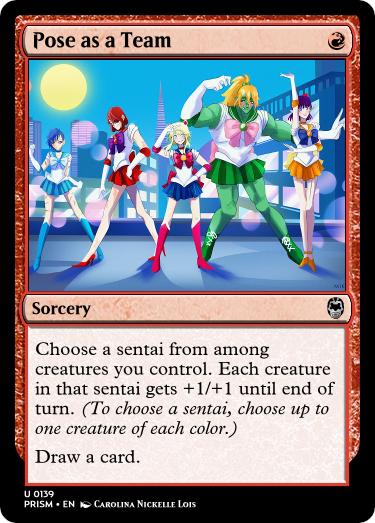 Pose as a Team
Sorcery
Choose a sentai from among
creatures you control. Each creature
in that sentai gets +1/+1 until end of
turn. (To choose a sentai, choose up to
one creature of each color.)
Draw a card.
U 0139
PRISM • EN Carolina Nickelle Lois